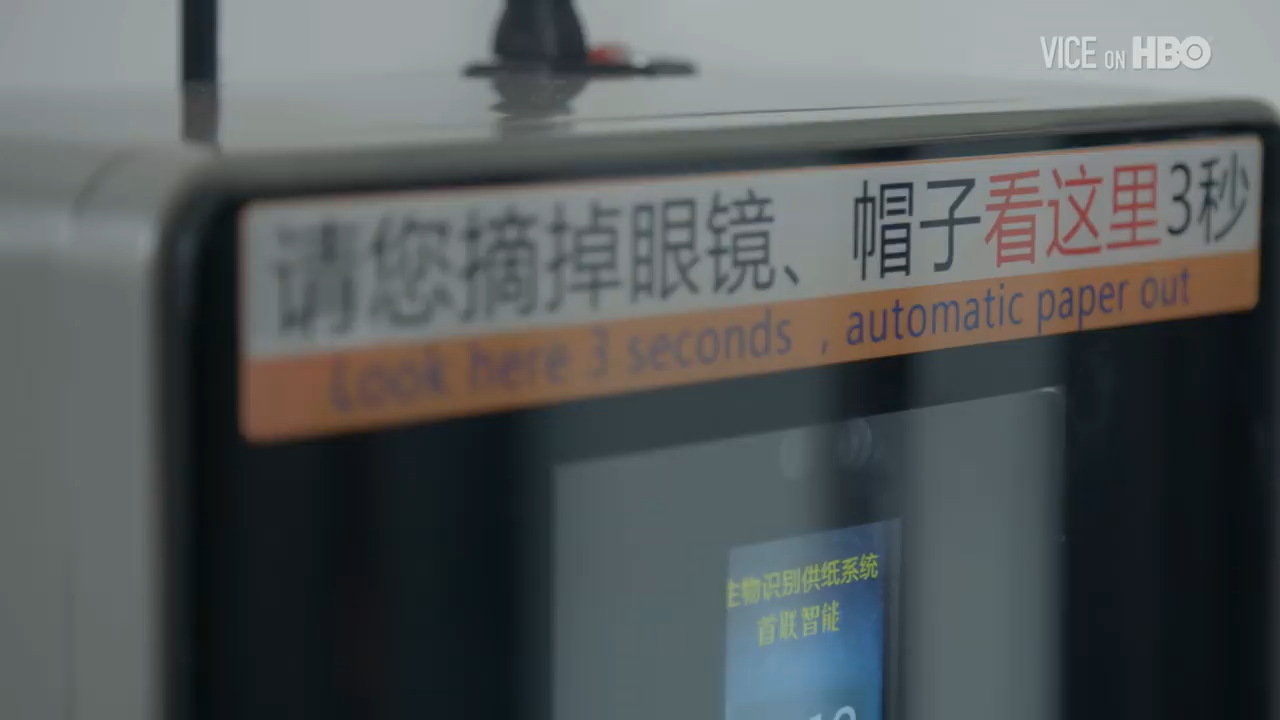 VICE ON HBO
请您摘掉眼镜、帽子看这里3秒
Look here 3 seconds , automatic paper out
生物识别供纸系统
首联智能